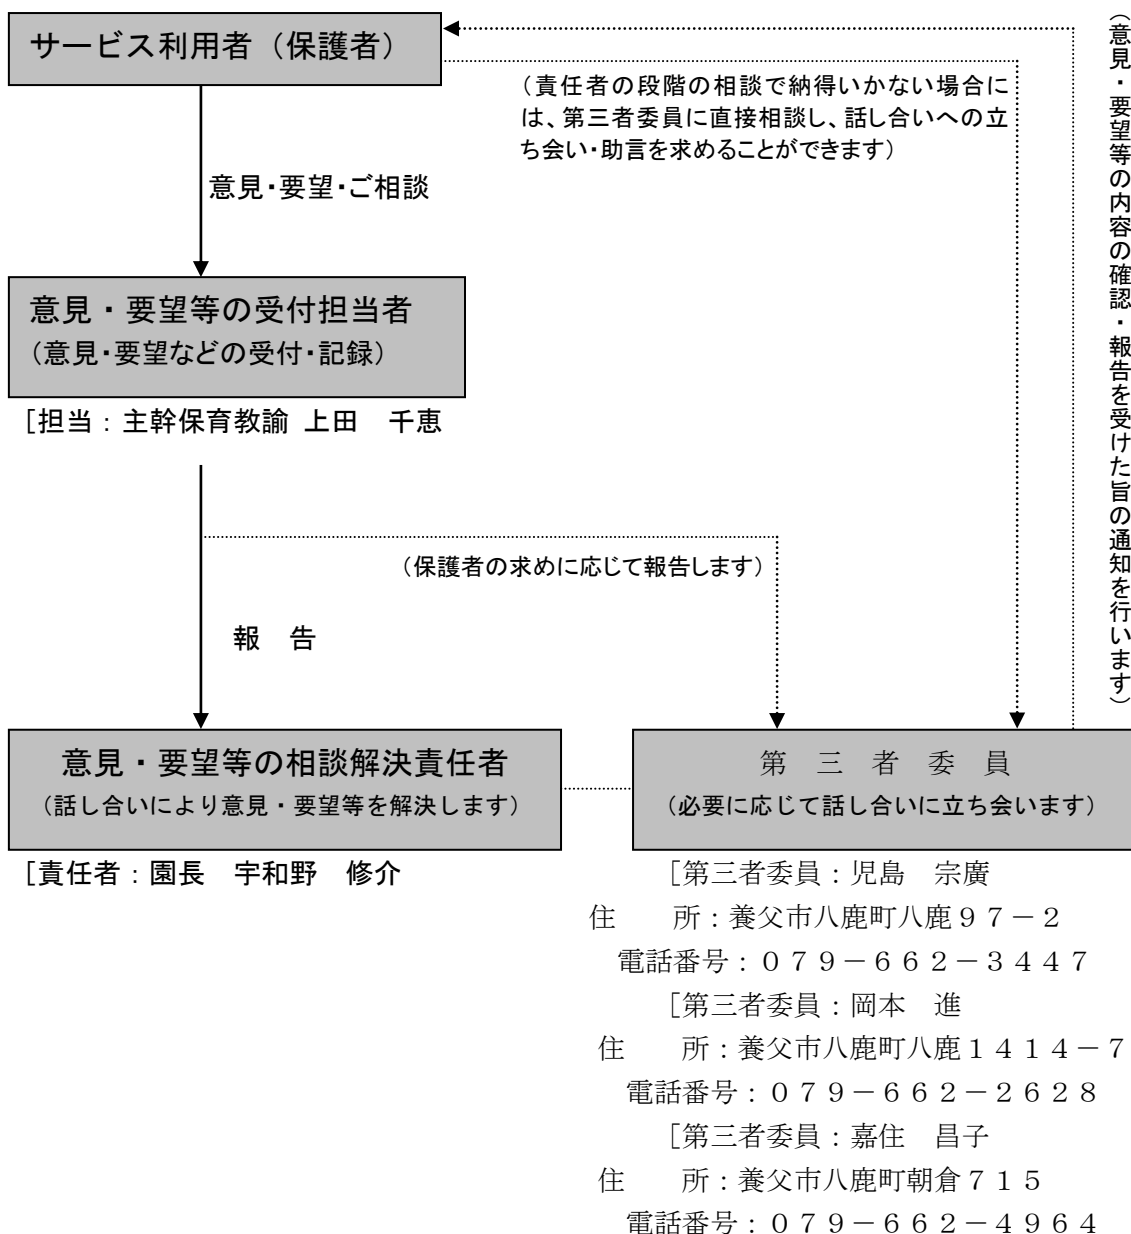 サービス利用者（保護者）
（責任者の段階の相談で納得いかない場合に
は、第三者委員に直接相談し、話し合いへの立
ち会い・助言を求めることができます）
（意見・要望等の内容の確認・報告を受けた旨の通知を行います）
意見・要望・ご相談
意見・要望等の受付担当者
（意見・要望などの受付・記録）
［担当：主幹保育教諭 上田　千恵
（保護者の求めに応じて報告します）
報　告
意見・要望等の相談解決責任者
（話し合いにより意見・要望等を解決します）
［責任者：園長　宇和野　修介
第　三　者　委　員
（必要に応じて話し合いに立ち会います）
［第三者委員：児島　宗廣
住　　所：養父市八鹿町八鹿９７－２
電話番号：０７９－６６２－３４４７
［第三者委員：岡本　進
住　　所：養父市八鹿町八鹿１４１４－７
電話番号：０７９－６６２－２６２８
［第三者委員：嘉住　昌子
住　　所：養父市八鹿町朝倉７１５
電話番号：０７９－６６２－４９６４